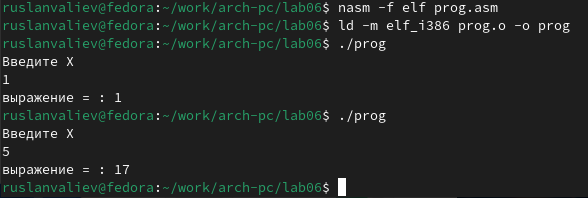 ruslanvaliev@fedora:~/work/arch-pc/lab06$ nasm -f elf prog.asm
ruslanvaliev@fedora:~/work/arch-pc/lab06$ ld -m elf_i386 prog.o -o prog
ruslanvaliev@fedora:~/work/arch-pc/lab06$ ./prog
Введите X
1
выражение = : 1
ruslanvaliev@fedora:~/work/arch-pc/lab06$ ./prog
Введите X
5
выражение = : 17
ruslanvaliev@fedora:~/work/arch-pc/lab06$